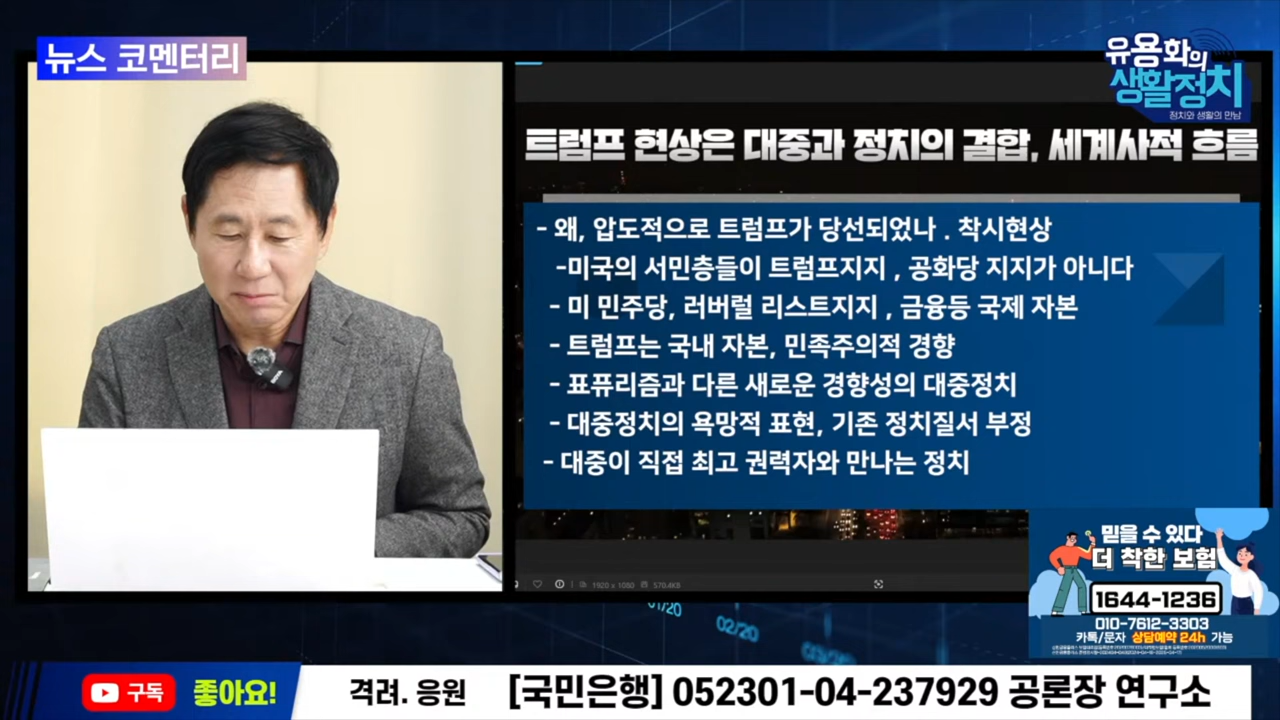 뉴스 코멘터리
유용화의
생활정치
정치와 생활의 만남
트럼프 현상은 대중과 정치의 결합, 세계사적 흐름
- 왜, 압도적으로 트럼프가 당선되었나 . 착시현상
-미국의 서민층들이 트럼프지지 , 공화당 지지가 아니다
- 미 민주당, 러버럴 리스트지지 , 금융등 국제 자본
- 트럼프는 국내 자본, 민족주의적 경향
- 표퓨리즘과 다른 새로운 경향성의 대중정치
- 대중정치의 욕망적 표현, 기존 정치질서 부정
- 대중이 직접 최고 권력자와 만나는 정치
1920 x 1080 570.4KB
믿을 수 있다
더 착한 보험
1644-1236
010-7612-3303
카톡/문자 상담예약 24h 가능
01/20
02/20
구독 좋아요!
격려. 응원 [국민은행] 052301-04-237929 공론장 연구소